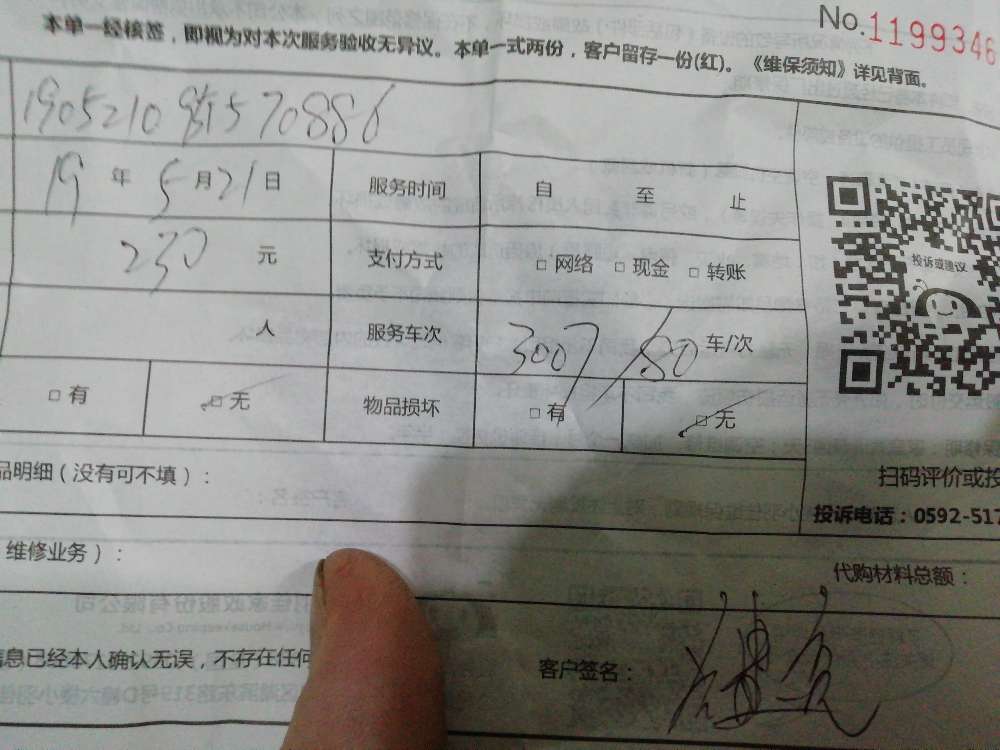 No.1199346
本单一经核签，即视为对本次服务验收无异议。本单一式两份，客户留存一份(红)。《维保须知》详见背面。
19 年 5 月 21 日 服务时间 自 至 止
230 元 支付方式 □ 网络 □ 现金 □ 转账
投诉或建议
人 服务车次 300 / 80 车/次
□ 有 □ 无 物品损坏 □ 有 □ 无
品明细（没有可不填）：
扫码评价或投
投诉电话：0592-517
维修业务）：
代购材料总额：
信息已经本人确认无误，不存在任何
客户签名：